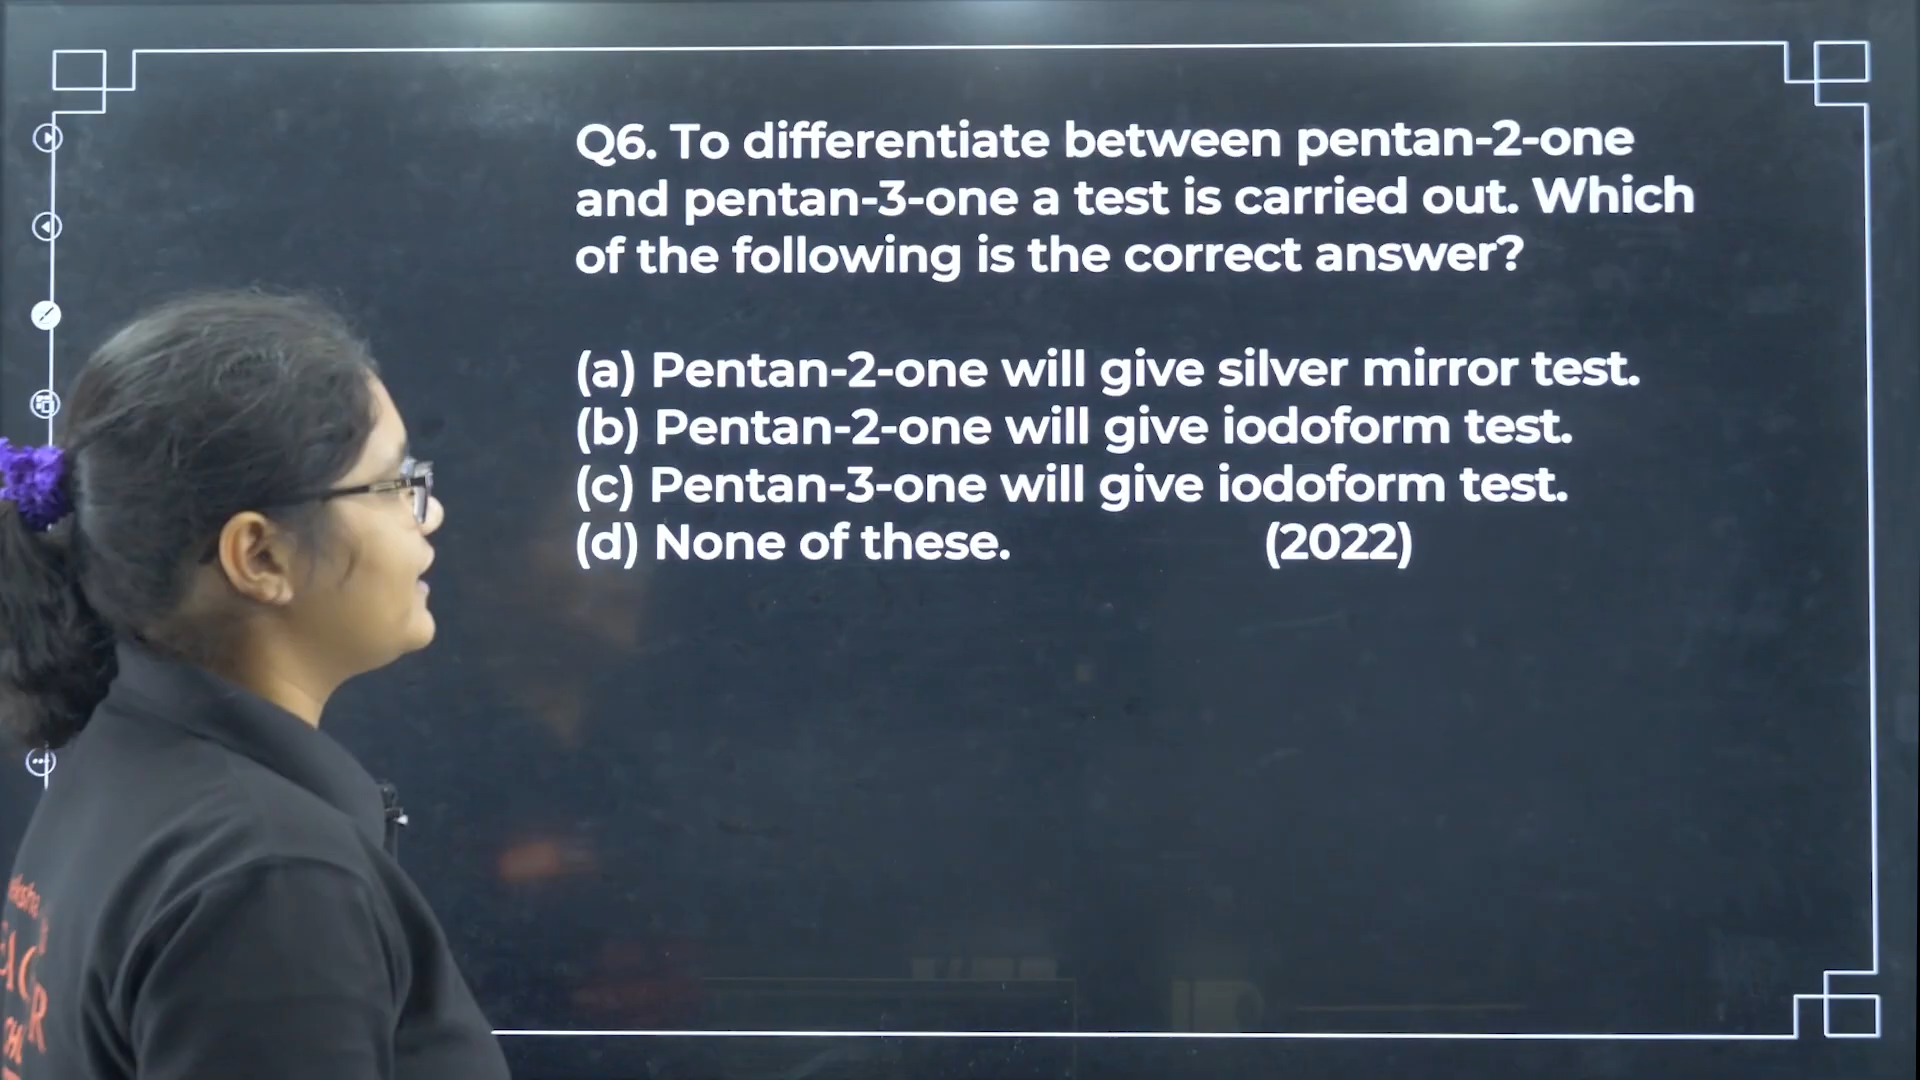 Q6. To differentiate between pentan-2-one
and pentan-3-one a test is carried out. Which
of the following is the correct answer?
(a) Pentan-2-one will give silver mirror test.
(b) Pentan-2-one will give iodoform test.
(c) Pentan-3-one will give iodoform test.
(d) None of these. (2022)